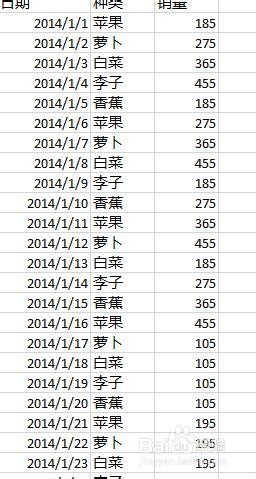 日期 种类 销量
2014/1/1 苹果 185
2014/1/2 萝卜 275
2014/1/3 白菜 365
2014/1/4 李子 455
2014/1/5 香蕉 185
2014/1/6 苹果 275
2014/1/7 萝卜 365
2014/1/8 白菜 455
2014/1/9 李子 185
2014/1/10 香蕉 275
2014/1/11 苹果 365
2014/1/12 萝卜 455
2014/1/13 白菜 185
2014/1/14 李子 275
2014/1/15 香蕉 365
2014/1/16 苹果 455
2014/1/17 萝卜 105
2014/1/18 白菜 105
2014/1/19 李子 105
2014/1/20 香蕉 105
2014/1/21 苹果 195
2014/1/22 萝卜 195
2014/1/23 白菜 195